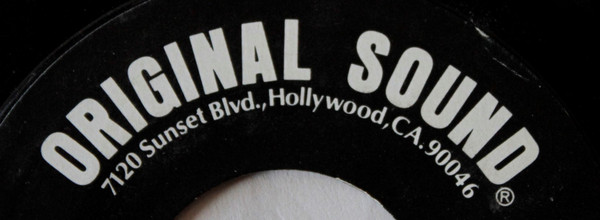 ORIGINAL SOUND®
7120 Sunset Blvd., Hollywood, CA. 90046